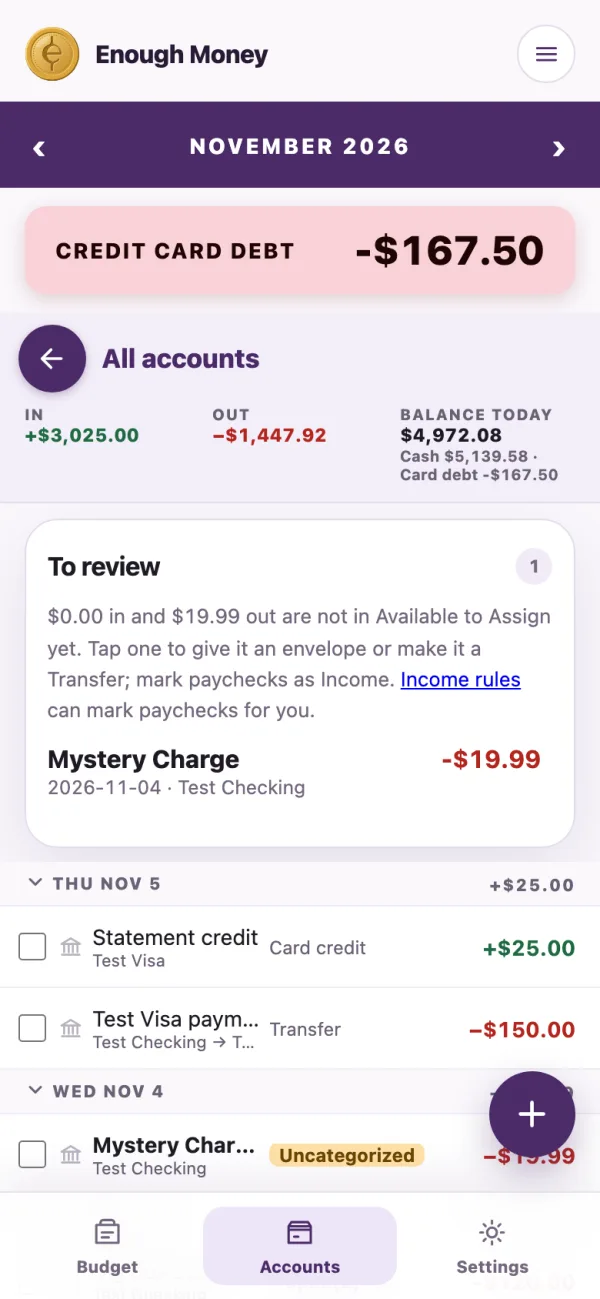 Enough Money
‹ NOVEMBER 2026 ›
CREDIT CARD DEBT -$167.50
All accounts
IN OUT BALANCE TODAY
+$3,025.00 −$1,447.92 $4,972.08
Cash $5,139.58 ·
Card debt -$167.50
To review 1
$0.00 in and $19.99 out are not in Available to Assign
yet. Tap one to give it an envelope or make it a
Transfer; mark paychecks as Income. Income rules
can mark paychecks for you.
Mystery Charge -$19.99
2026-11-04 · Test Checking
THU NOV 5 +$25.00
Statement credit Card credit +$25.00
Test Visa
Test Visa paym... Transfer −$150.00
Test Checking → T...
WED NOV 4
Mystery Char... Uncategorized −$19.99
Test Checking
Budget Accounts Settings